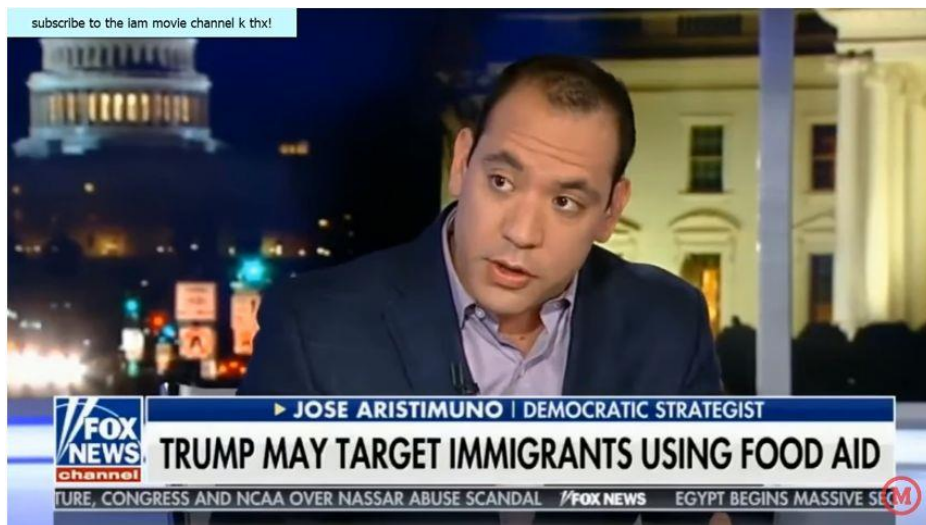 subscribe to the iam movie channel k thx!
JOSE ARISTIMUNO | DEMOCRATIC STRATEGIST
FOX
NEWS
channel
TRUMP MAY TARGET IMMIGRANTS USING FOOD AID
TURE, CONGRESS AND NCAA OVER NASSAR ABUSE SCANDAL FOX NEWS EGYPT BEGINS MASSIVE SEC
M